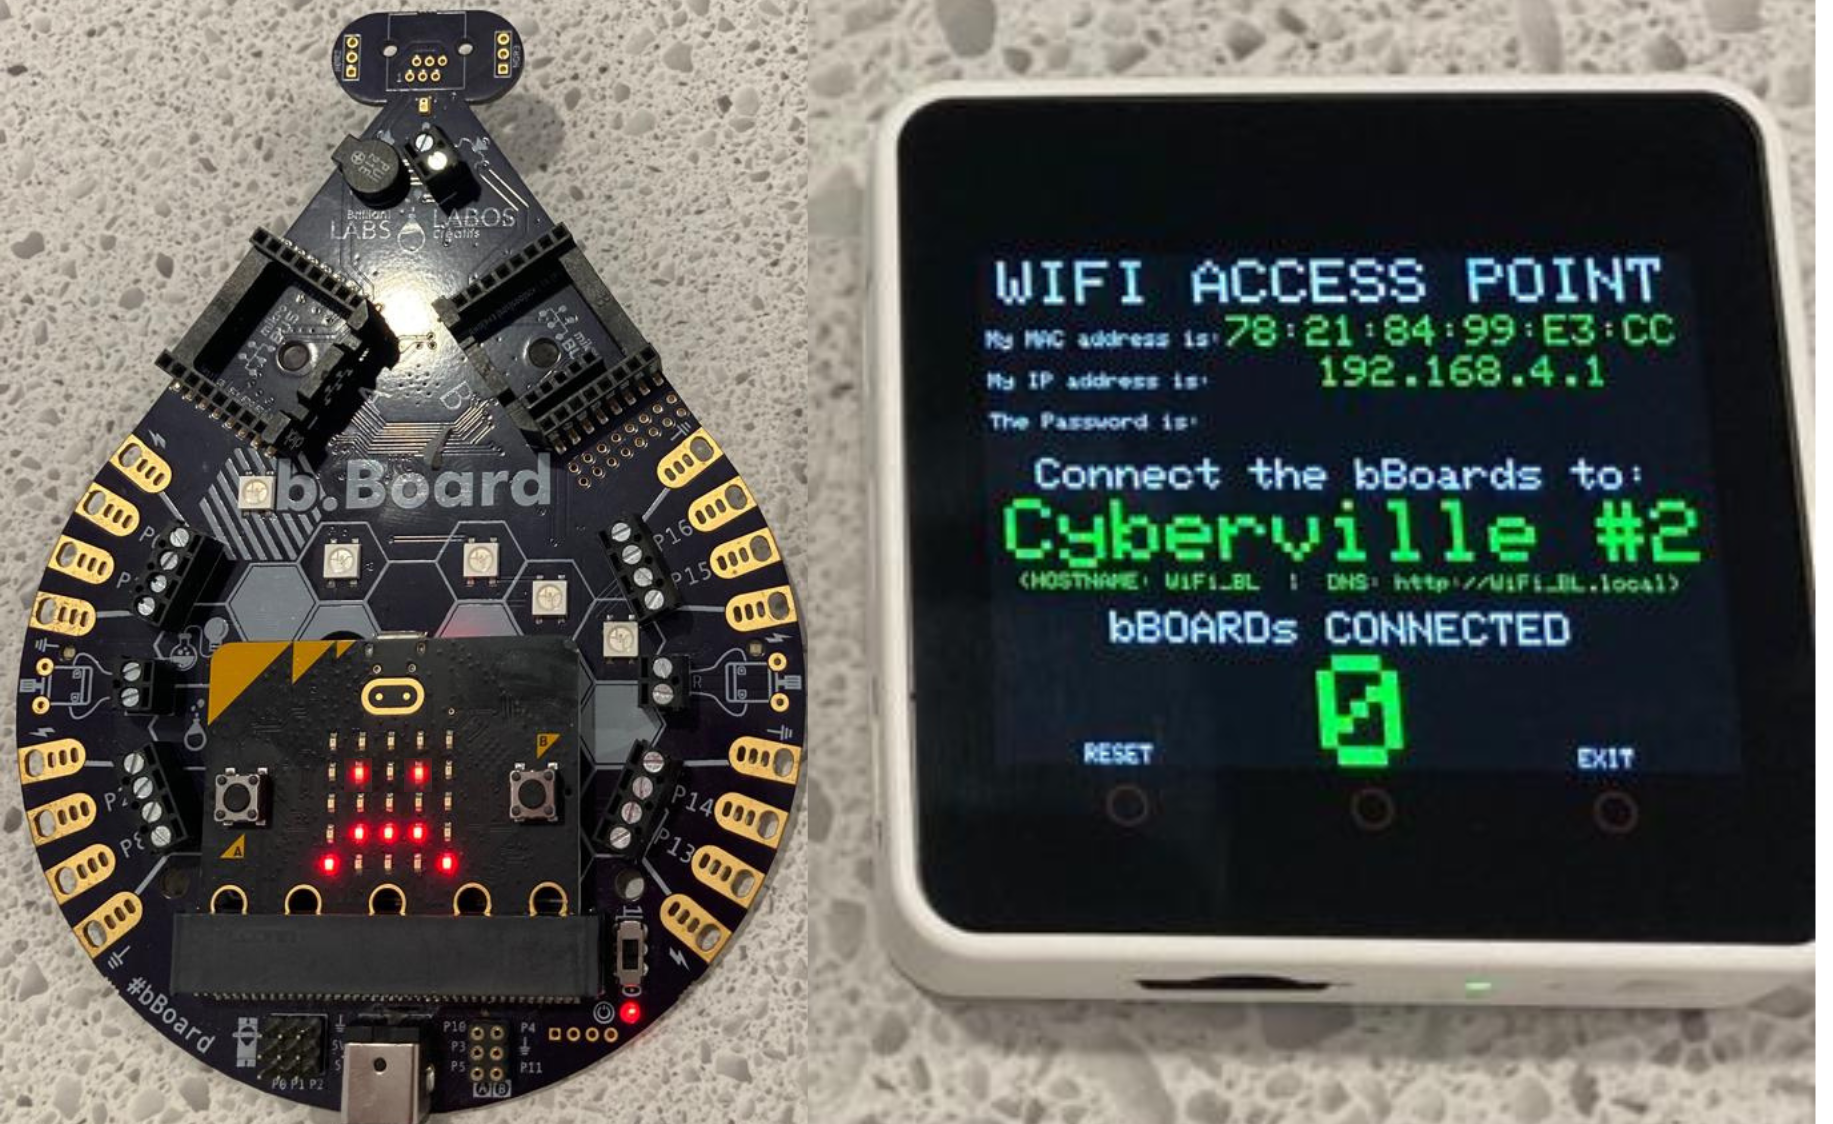 Brilliant
LABS
LABOS
Créatifs
b.Board
B
P16
P15
R
B
A
P14
P13
#bBoard
P0 P1 P2
P10
P3
P5
P4
P11
A B
WIFI ACCESS POINT
My MAC address is: 78:21:84:99:E3:CC
My IP address is: 192.168.4.1
The Password is:
Connect the bBoards to:
Cyberville #2
(HOSTNAME: WiFi_BL | DNS: http://WiFi_BL.local)
bBOARDs CONNECTED
0
RESET
EXIT